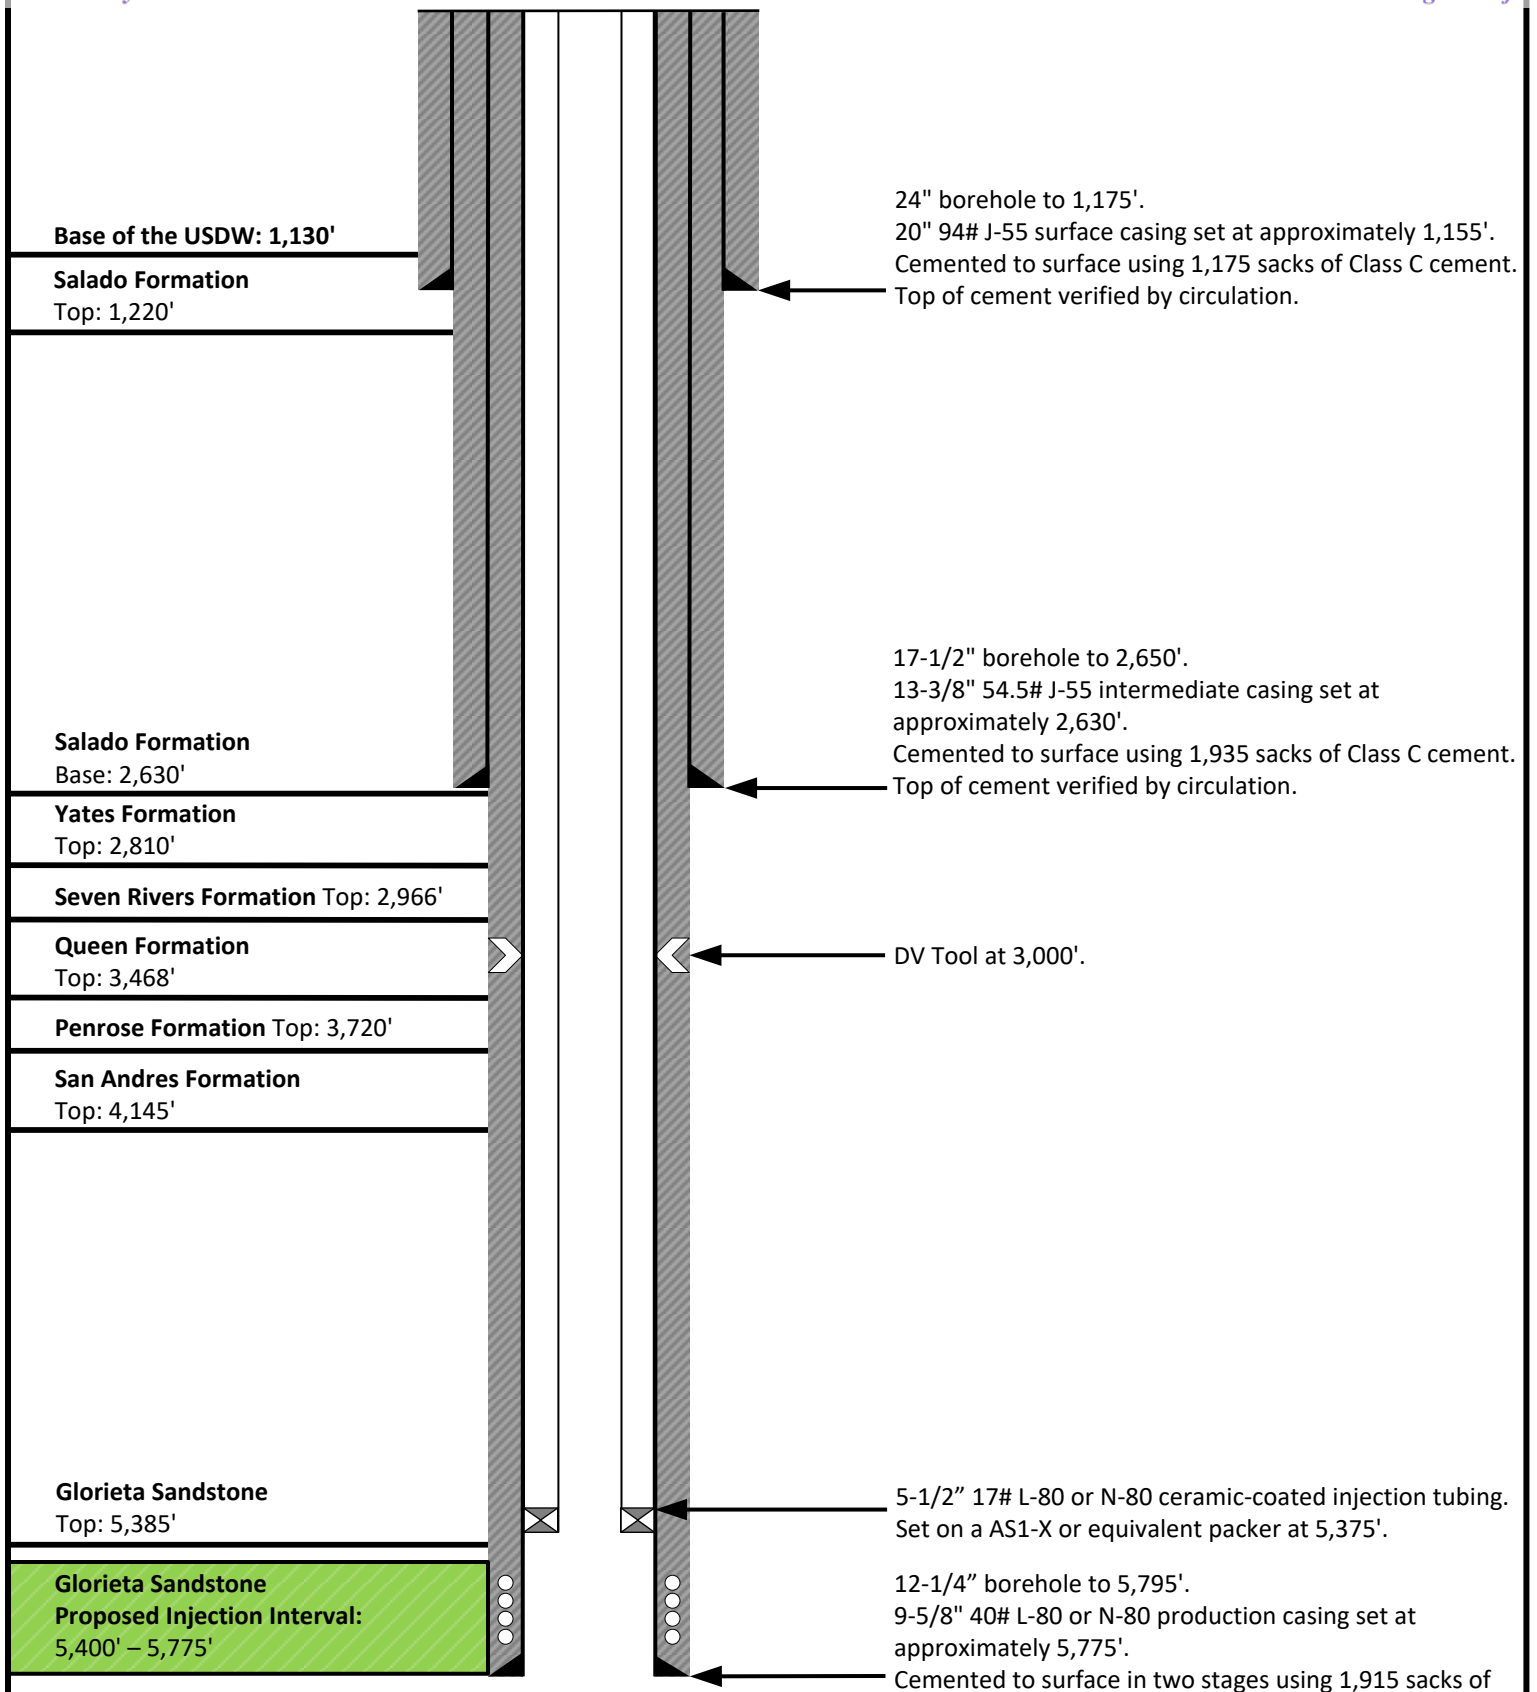 Base of the USDW: 1,130'
Salado Formation
Top: 1,220'
Salado Formation
Base: 2,630'
Yates Formation
Top: 2,810'
Seven Rivers Formation Top: 2,966'
Queen Formation
Top: 3,468'
Penrose Formation Top: 3,720'
San Andres Formation
Top: 4,145'
Glorieta Sandstone
Top: 5,385'
Glorieta Sandstone
Proposed Injection Interval:
5,400' – 5,775'
24" borehole to 1,175'.
20" 94# J-55 surface casing set at approximately 1,155'.
Cemented to surface using 1,175 sacks of Class C cement.
Top of cement verified by circulation.
17-1/2" borehole to 2,650'.
13-3/8" 54.5# J-55 intermediate casing set at
approximately 2,630'.
Cemented to surface using 1,935 sacks of Class C cement.
Top of cement verified by circulation.
DV Tool at 3,000'.
5-1/2” 17# L-80 or N-80 ceramic-coated injection tubing.
Set on a AS1-X or equivalent packer at 5,375'.
12-1/4” borehole to 5,795'.
9-5/8" 40# L-80 or N-80 production casing set at
approximately 5,775'.
Cemented to surface in two stages using 1,915 sacks of